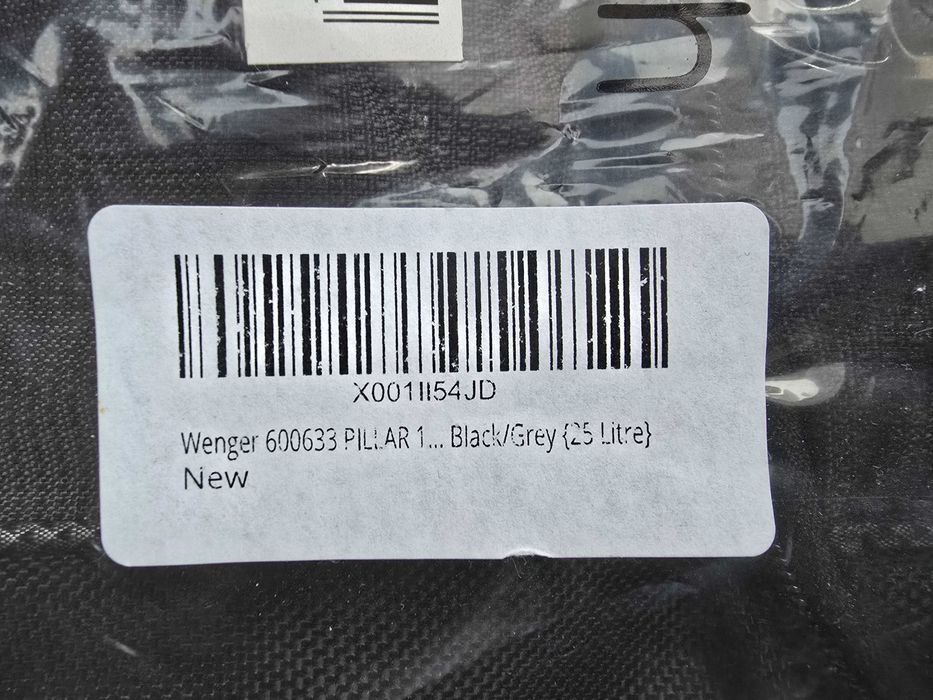 X001II54JD
Wenger 600633 PILLAR 1... Black/Grey {25 Litre}
New